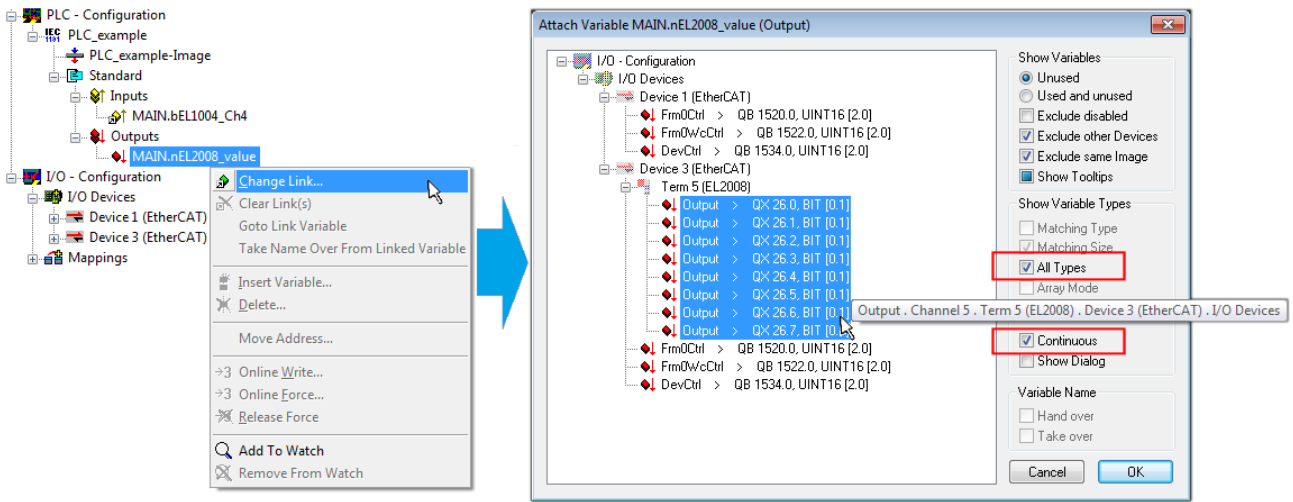 PLC - Configuration
IEC
1131
PLC_example
PLC_example-Image
Standard
Inputs
MAIN.bEL1004_Ch4
Outputs
MAIN.nEL2008_value
I/O - Configuration
I/O Devices
Device 1 (EtherCAT)
Device 3 (EtherCAT)
Mappings
Change Link...
Clear Link(s)
Goto Link Variable
Take Name Over From Linked Variable
Insert Variable...
Delete...
Move Address...
→3 Online Write...
→3 Online Force...
Release Force
Add To Watch
Remove From Watch
Attach Variable MAIN.nEL2008_value (Output)
I/O - Configuration
I/O Devices
Device 1 (EtherCAT)
Frm0Ctrl > QB 1520.0, UINT16 [2.0]
Frm0WcCtrl > QB 1522.0, UINT16 [2.0]
DevCtrl > QB 1534.0, UINT16 [2.0]
Device 3 (EtherCAT)
Term 5 (EL2008)
Output > QX 26.0, BIT [0.1]
Output > QX 26.1, BIT [0.1]
Output > QX 26.2, BIT [0.1]
Output > QX 26.3, BIT [0.1]
Output > QX 26.4, BIT [0.1]
Output > QX 26.5, BIT [0.1]
Output > QX 26.6, BIT [0.1]
Output > QX 26.7, BIT [0.1]
Frm0Ctrl > QB 1520.0, UINT16 [2.0]
Frm0WcCtrl > QB 1522.0, UINT16 [2.0]
DevCtrl > QB 1534.0, UINT16 [2.0]
Output . Channel 5 . Term 5 (EL2008) . Device 3 (EtherCAT) . I/O Devices
Show Variables
Unused
Used and unused
Exclude disabled
Exclude other Devices
Exclude same Image
Show Tooltips
Show Variable Types
Matching Type
Matching Size
All Types
Array Mode
Continuous
Show Dialog
Variable Name
Hand over
Take over
Cancel
OK